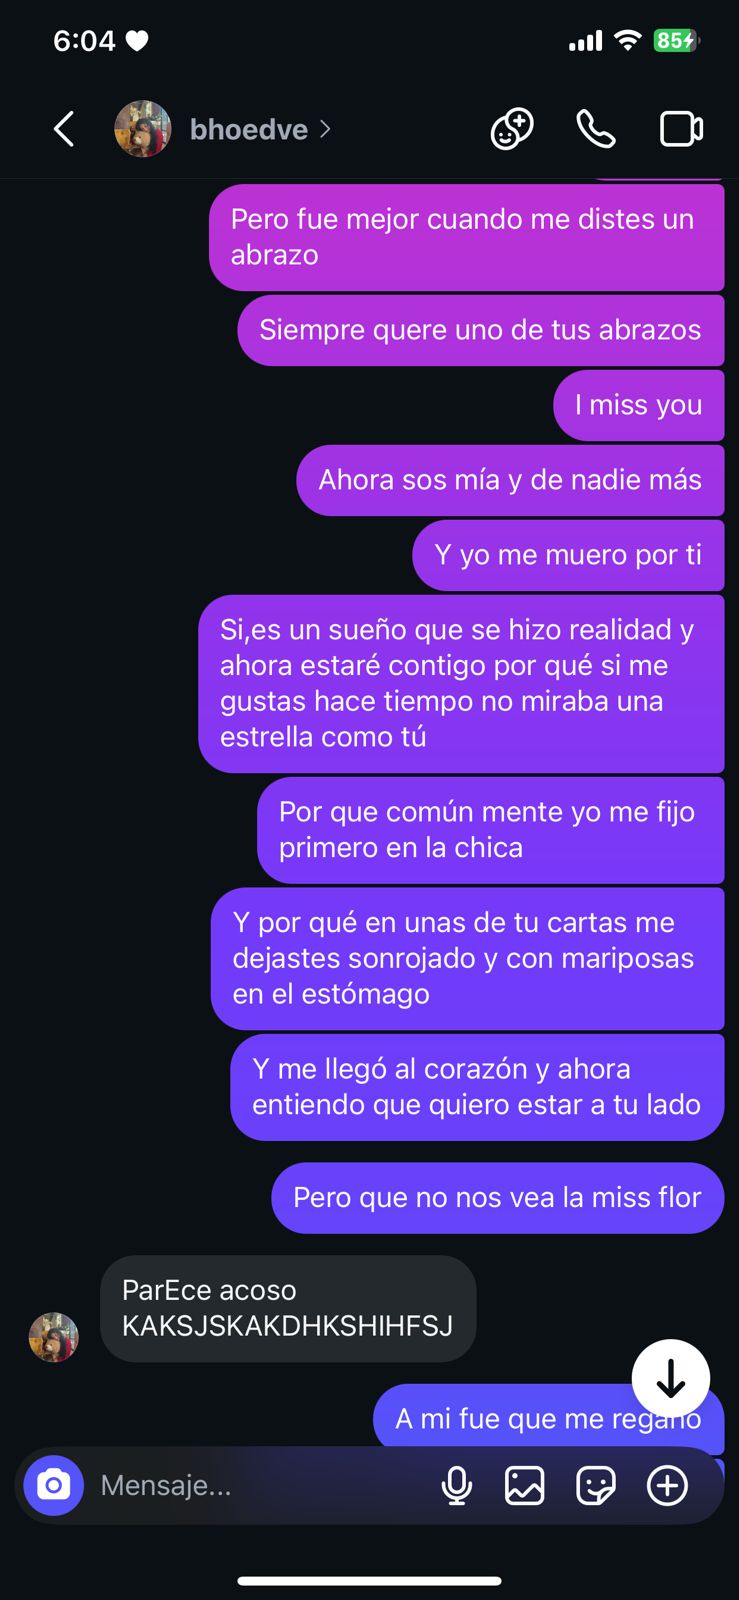 6:04
85
bhoedve
Pero fue mejor cuando me distes un
abrazo
Siempre quere uno de tus abrazos
I miss you
Ahora sos mía y de nadie más
Y yo me muero por ti
Si,es un sueño que se hizo realidad y
ahora estaré contigo por qué si me
gustas hace tiempo no miraba una
estrella como tú
Por que común mente yo me fijo
primero en la chica
Y por qué en unas de tu cartas me
dejastes sonrojado y con mariposas
en el estómago
Y me llegó al corazón y ahora
entiendo que quiero estar a tu lado
Pero que no nos vea la miss flor
ParEce acoso
KAKSJSKAKDHKSHIHFSJ
A mi fue que me regaño
Mensaje...